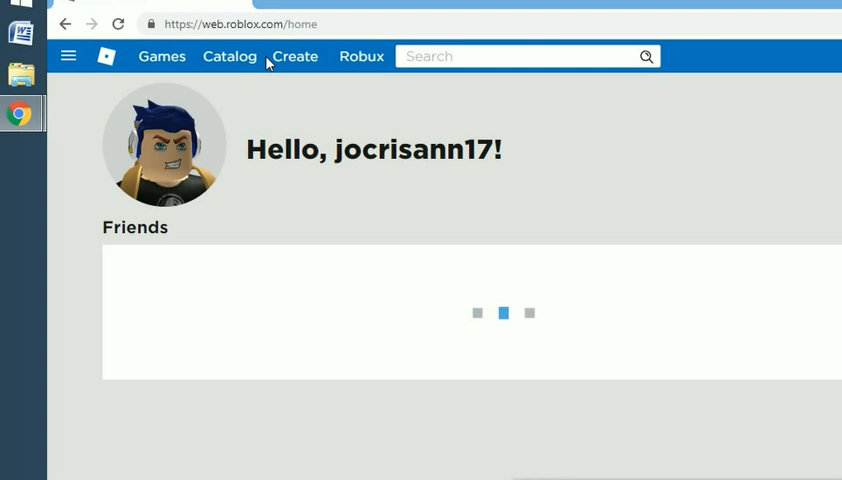 https://web.roblox.com/home
Games Catalog Create Robux Search
Hello, jocrisann17!
Friends